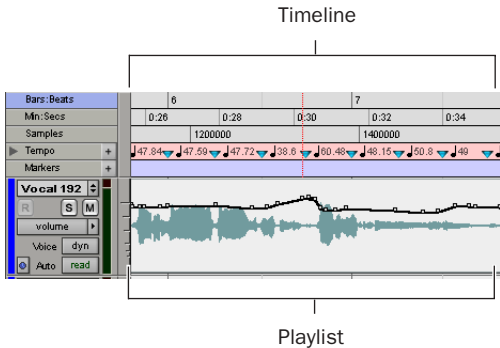 Timeline
Bars:Beats 6 7
Min:Secs 0:26 0:28 0:30 0:32 0:34
Samples 1200000 1400000
Tempo + 47.84 47.59 47.72 38.6 60.48 48.15 50.8 49
Markers +
Vocal 192
R S M
volume
Voice dyn
Auto read
Playlist